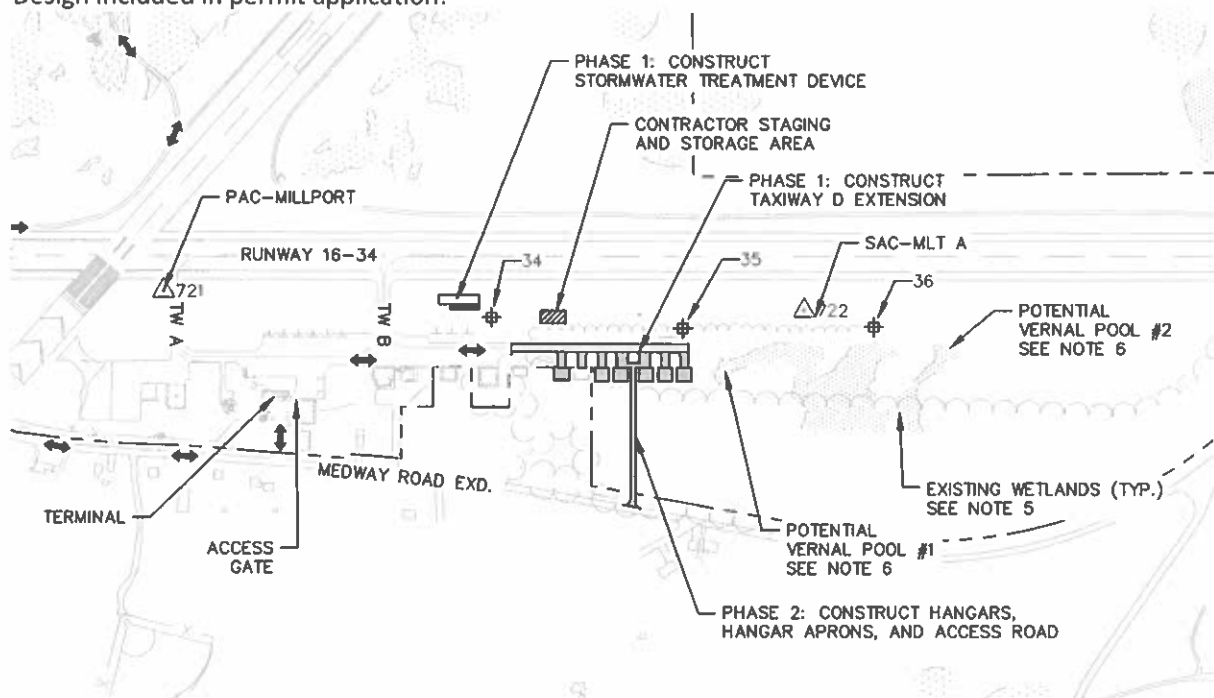 Design included in permit application.
PHASE 1: CONSTRUCT
STORMWATER TREATMENT DEVICE
CONTRACTOR STAGING
AND STORAGE AREA
PHASE 1: CONSTRUCT
TAXIWAY D EXTENSION
PAC-MILLPORT
SAC-MLT A
RUNWAY 16-34
34
35
36
721
722
TW A
TW B
POTENTIAL
VERNAL POOL #2
SEE NOTE 6
MEDWAY ROAD EXD.
EXISTING WETLANDS (TYP.)
SEE NOTE 5
TERMINAL
ACCESS
GATE
POTENTIAL
VERNAL POOL #1
SEE NOTE 6
PHASE 2: CONSTRUCT HANGARS,
HANGAR APRONS, AND ACCESS ROAD